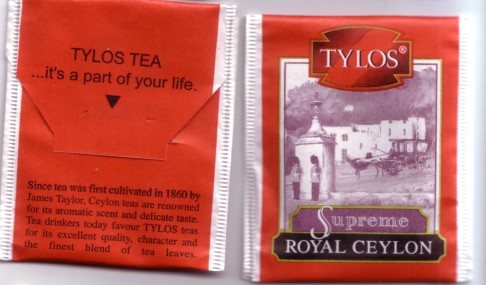 TYLOS TEA
...it's a part of your life.
Since tea was first cultivated in 1860 by
James Taylor, Ceylon teas are renowned
for its aromatic scent and delicate taste.
Tea drinkers today favour TYLOS teas
for its excellent quality, character and
the finest blend of tea leaves.
TYLOS®
Supreme
ROYAL CEYLON